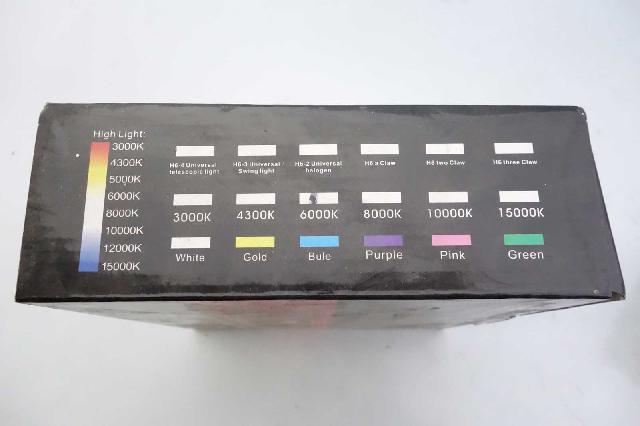 High Light:
3000K
4300K
5000K
6000K
8000K
10000K
12000K
15000K
H6-4 Universal telescopic light
H6-3 Universal Swing light
H6-2 Universal halogen
H6 a Claw
H6 two Claw
H6 three Claw
3000K 4300K 6000K 8000K 10000K 15000K
White Gold Bule Purple Pink Green